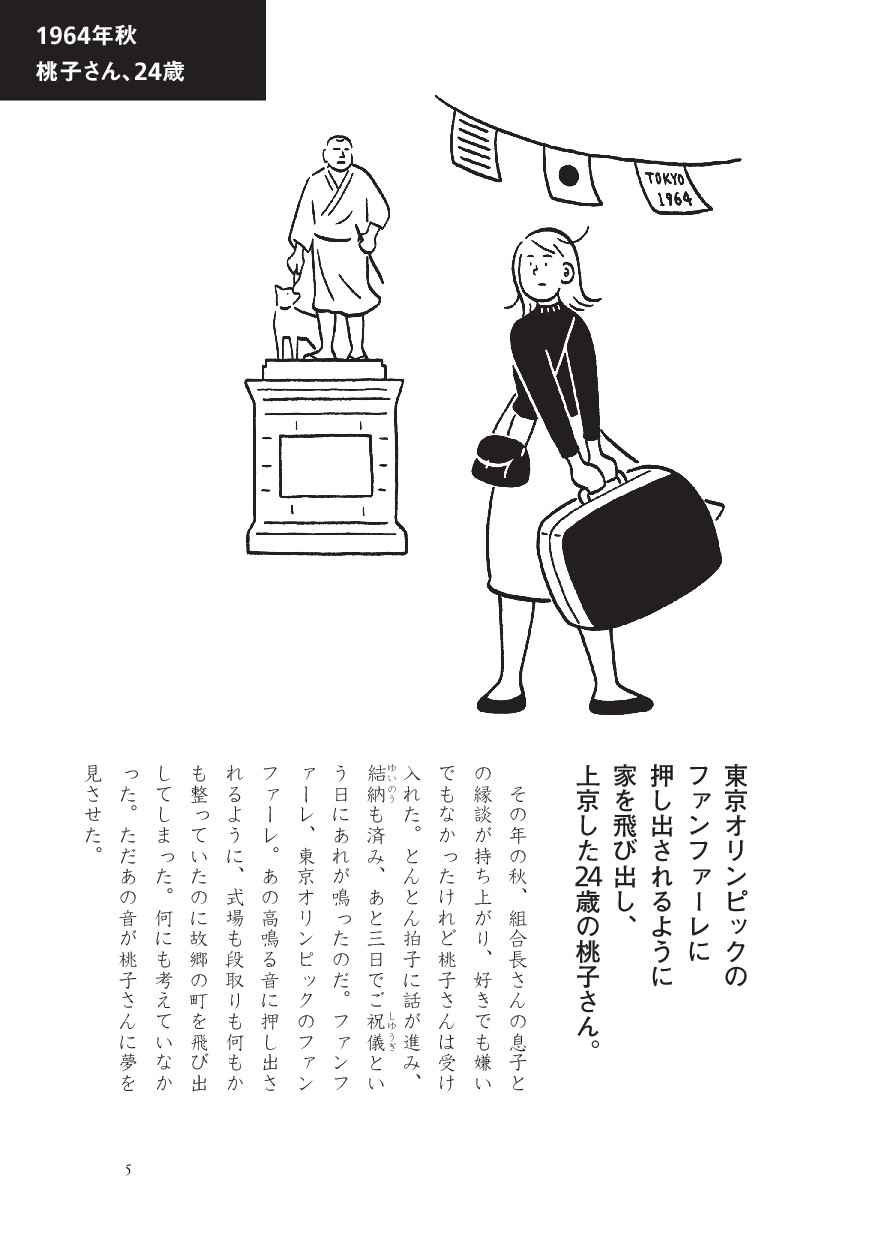 1964年秋
桃子さん、24歳
TOKYO
1964
東京オリンピックの
ファンファーレに
押し出されるように
家を飛び出し、
上京した24歳の桃子さん。
その年の秋、組合長さんの息子と
の縁談が持ち上がり、好きでも嫌い
でもなかったけれど桃子さんは受け
入れた。とんとん拍子に話が進み、
ゆいのう
しゆうぎ
結納も済み、あと三日でご祝儀とい
う日にあれが鳴ったのだ。ファンフ
ァーレ、東京オリンピックのファン
ファーレ。あの高鳴る音に押し出さ
れるように、式場も段取りも何もか
も整っていたのに故郷の町を飛び出
してしまった。何にも考えていなか
った。ただあの音が桃子さんに夢を
見させた。
5